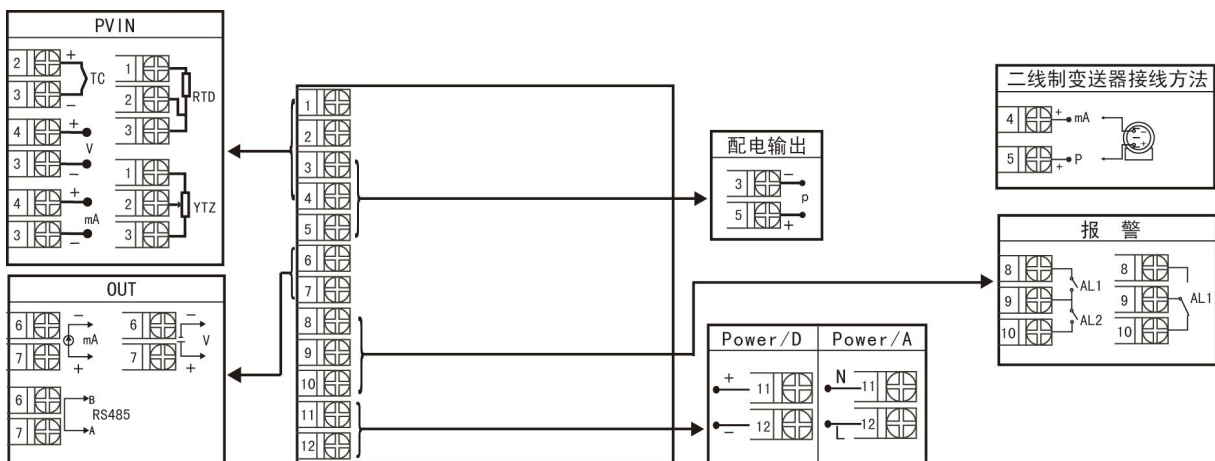 PVIN
2 + TC
3 −
1 RTD
2
3
4 + V
3 −
4 + mA
3 −
1 YTZ
2
3
OUT
6 − mA
7 +
6 − V
7 +
6 B RS485
7 A
1
2
3
4
5
6
7
8
9
10
11
12
配电输出
3 − p
5 +
Power/D
+ 11
− 12
Power/A
N 11
L 12
二线制变送器接线方法
4 + mA −
5 + P +
报 警
8 AL1
9
10 AL2
8 AL1
9
10